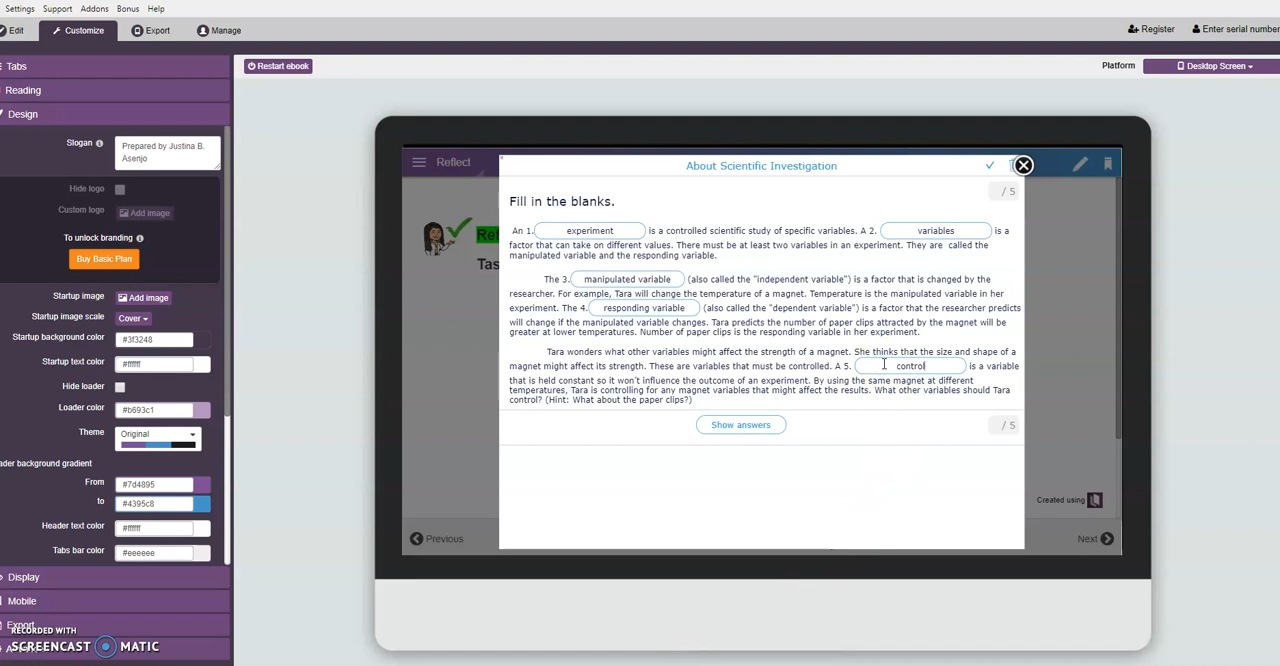 Settings Support Addons Bonus Help
Edit Customize Export Manage Register Enter serial number
Tabs Restart ebook Platform Desktop Screen
Reading
Design
Slogan Prepared by Justina B. Asenjo
Hide logo
Custom logo Add image
To unlock branding
Buy Basic Plan
Startup image Add image
Startup image scale Cover
Startup background color #3f3248
Startup text color #ffffff
Hide loader
Loader color #b693c1
Theme Original
ader background gradient
From #7d4895
to #4395c8
Header text color #ffffff
Tabs bar color #eeeeee
Display
Mobile
Export
RECORDED WITH
SCREENCAST MATIC
Reflect
Tas
About Scientific Investigation
/ 5
Fill in the blanks.
An 1. experiment is a controlled scientific study of specific variables. A 2. variables is a
factor that can take on different values. There must be at least two variables in an experiment. They are called the
manipulated variable and the responding variable.
The 3. manipulated variable (also called the "independent variable") is a factor that is changed by the
researcher. For example, Tara will change the temperature of a magnet. Temperature is the manipulated variable in her
experiment. The 4. responding variable (also called the "dependent variable") is a factor that the researcher predicts
will change if the manipulated variable changes. Tara predicts the number of paper clips attracted by the magnet will be
greater at lower temperatures. Number of paper clips is the responding variable in her experiment.
Tara wonders what other variables might affect the strength of a magnet. She thinks that the size and shape of a
magnet might affect its strength. These are variables that must be controlled. A 5. control is a variable
that is held constant so it won't influence the outcome of an experiment. By using the same magnet at different
temperatures, Tara is controlling for any magnet variables that might affect the results. What other variables should Tara
control? (Hint: What about the paper clips?)
Show answers / 5
Created using
Previous Next